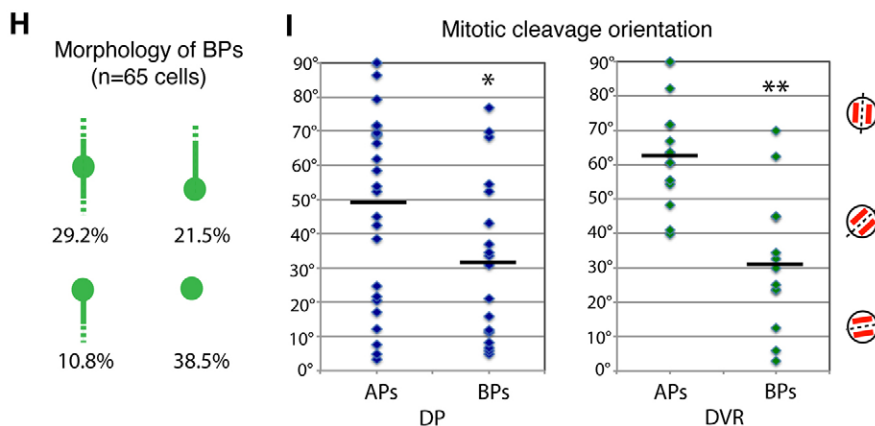 H
Morphology of BPs
(n=65 cells)
29.2% 21.5%
10.8% 38.5%
I
Mitotic cleavage orientation
90° 90°
80° 80°
70° 70°
60° 60°
50° 50°
40° 40°
30° 30°
20° 20°
10° 10°
0° 0°
* **
APs BPs APs BPs
DP DVR